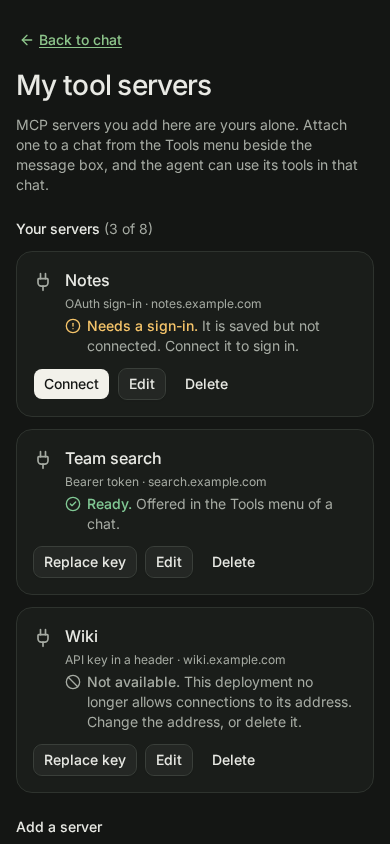 Back to chat
My tool servers
MCP servers you add here are yours alone. Attach
one to a chat from the Tools menu beside the
message box, and the agent can use its tools in that
chat.
Your servers (3 of 8)
Notes
OAuth sign-in · notes.example.com
Needs a sign-in. It is saved but not
connected. Connect it to sign in.
Connect Edit Delete
Team search
Bearer token · search.example.com
Ready. Offered in the Tools menu of a
chat.
Replace key Edit Delete
Wiki
API key in a header · wiki.example.com
Not available. This deployment no
longer allows connections to its address.
Change the address, or delete it.
Replace key Edit Delete
Add a server